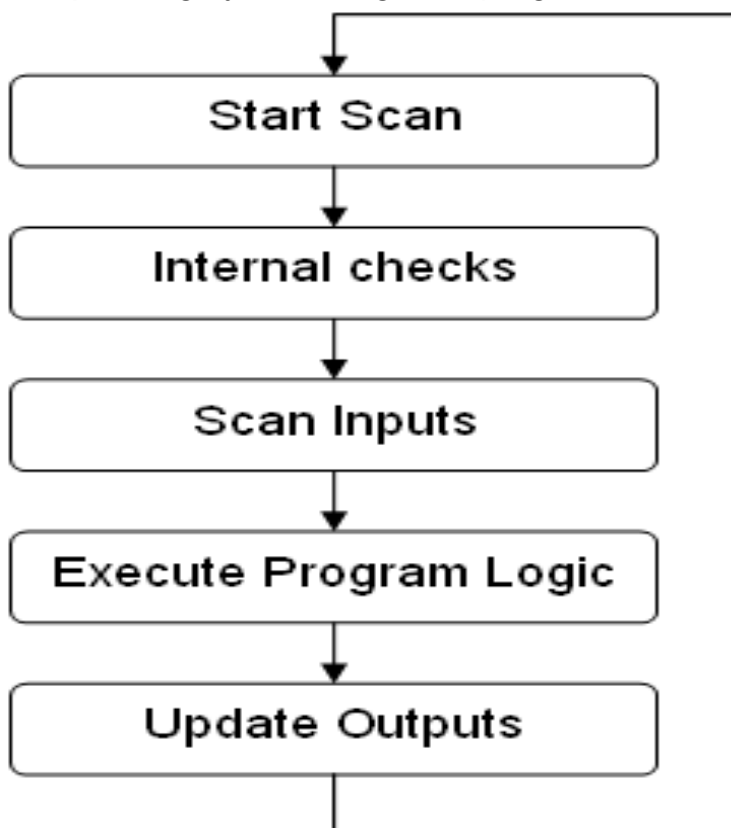 Start Scan
Internal checks
Scan Inputs
Execute Program Logic
Update Outputs